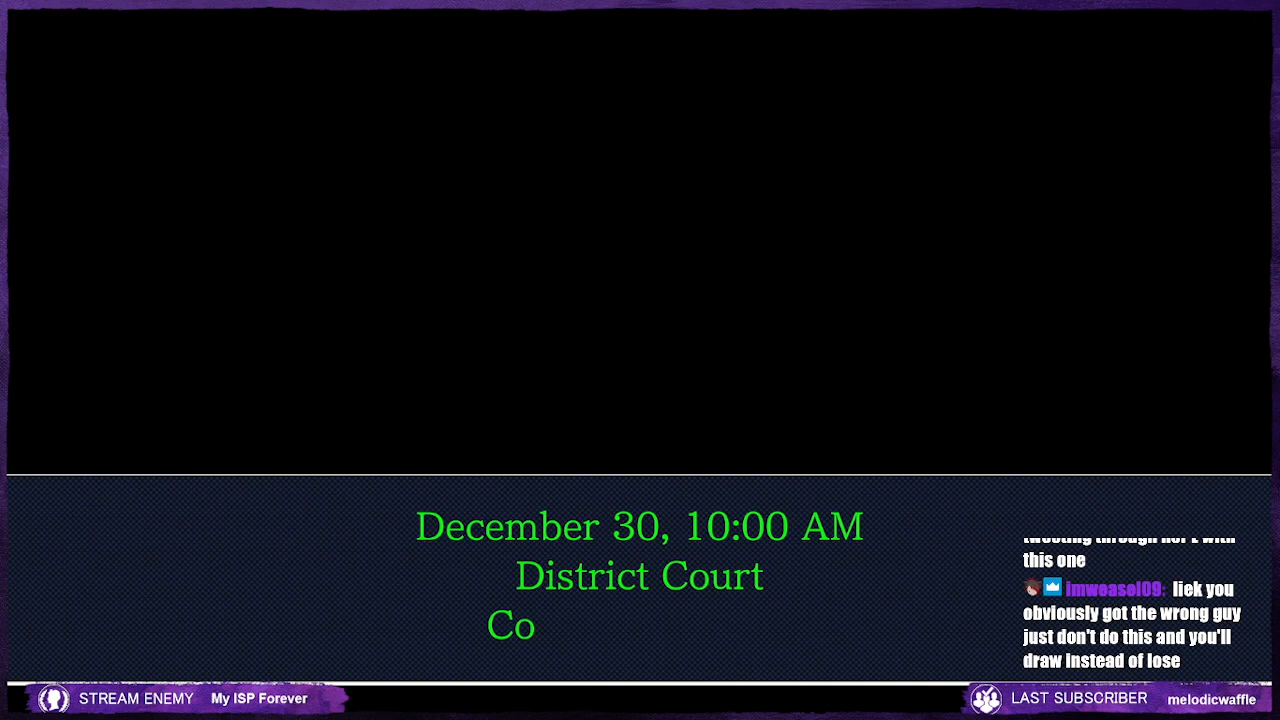 December 30, 10:00 AM
District Court
Co
this one
imweasel09: liek you
obviously got the wrong guy
just don't do this and you'll
draw instead of lose
STREAM ENEMY My ISP Forever
LAST SUBSCRIBER melodicwaffle